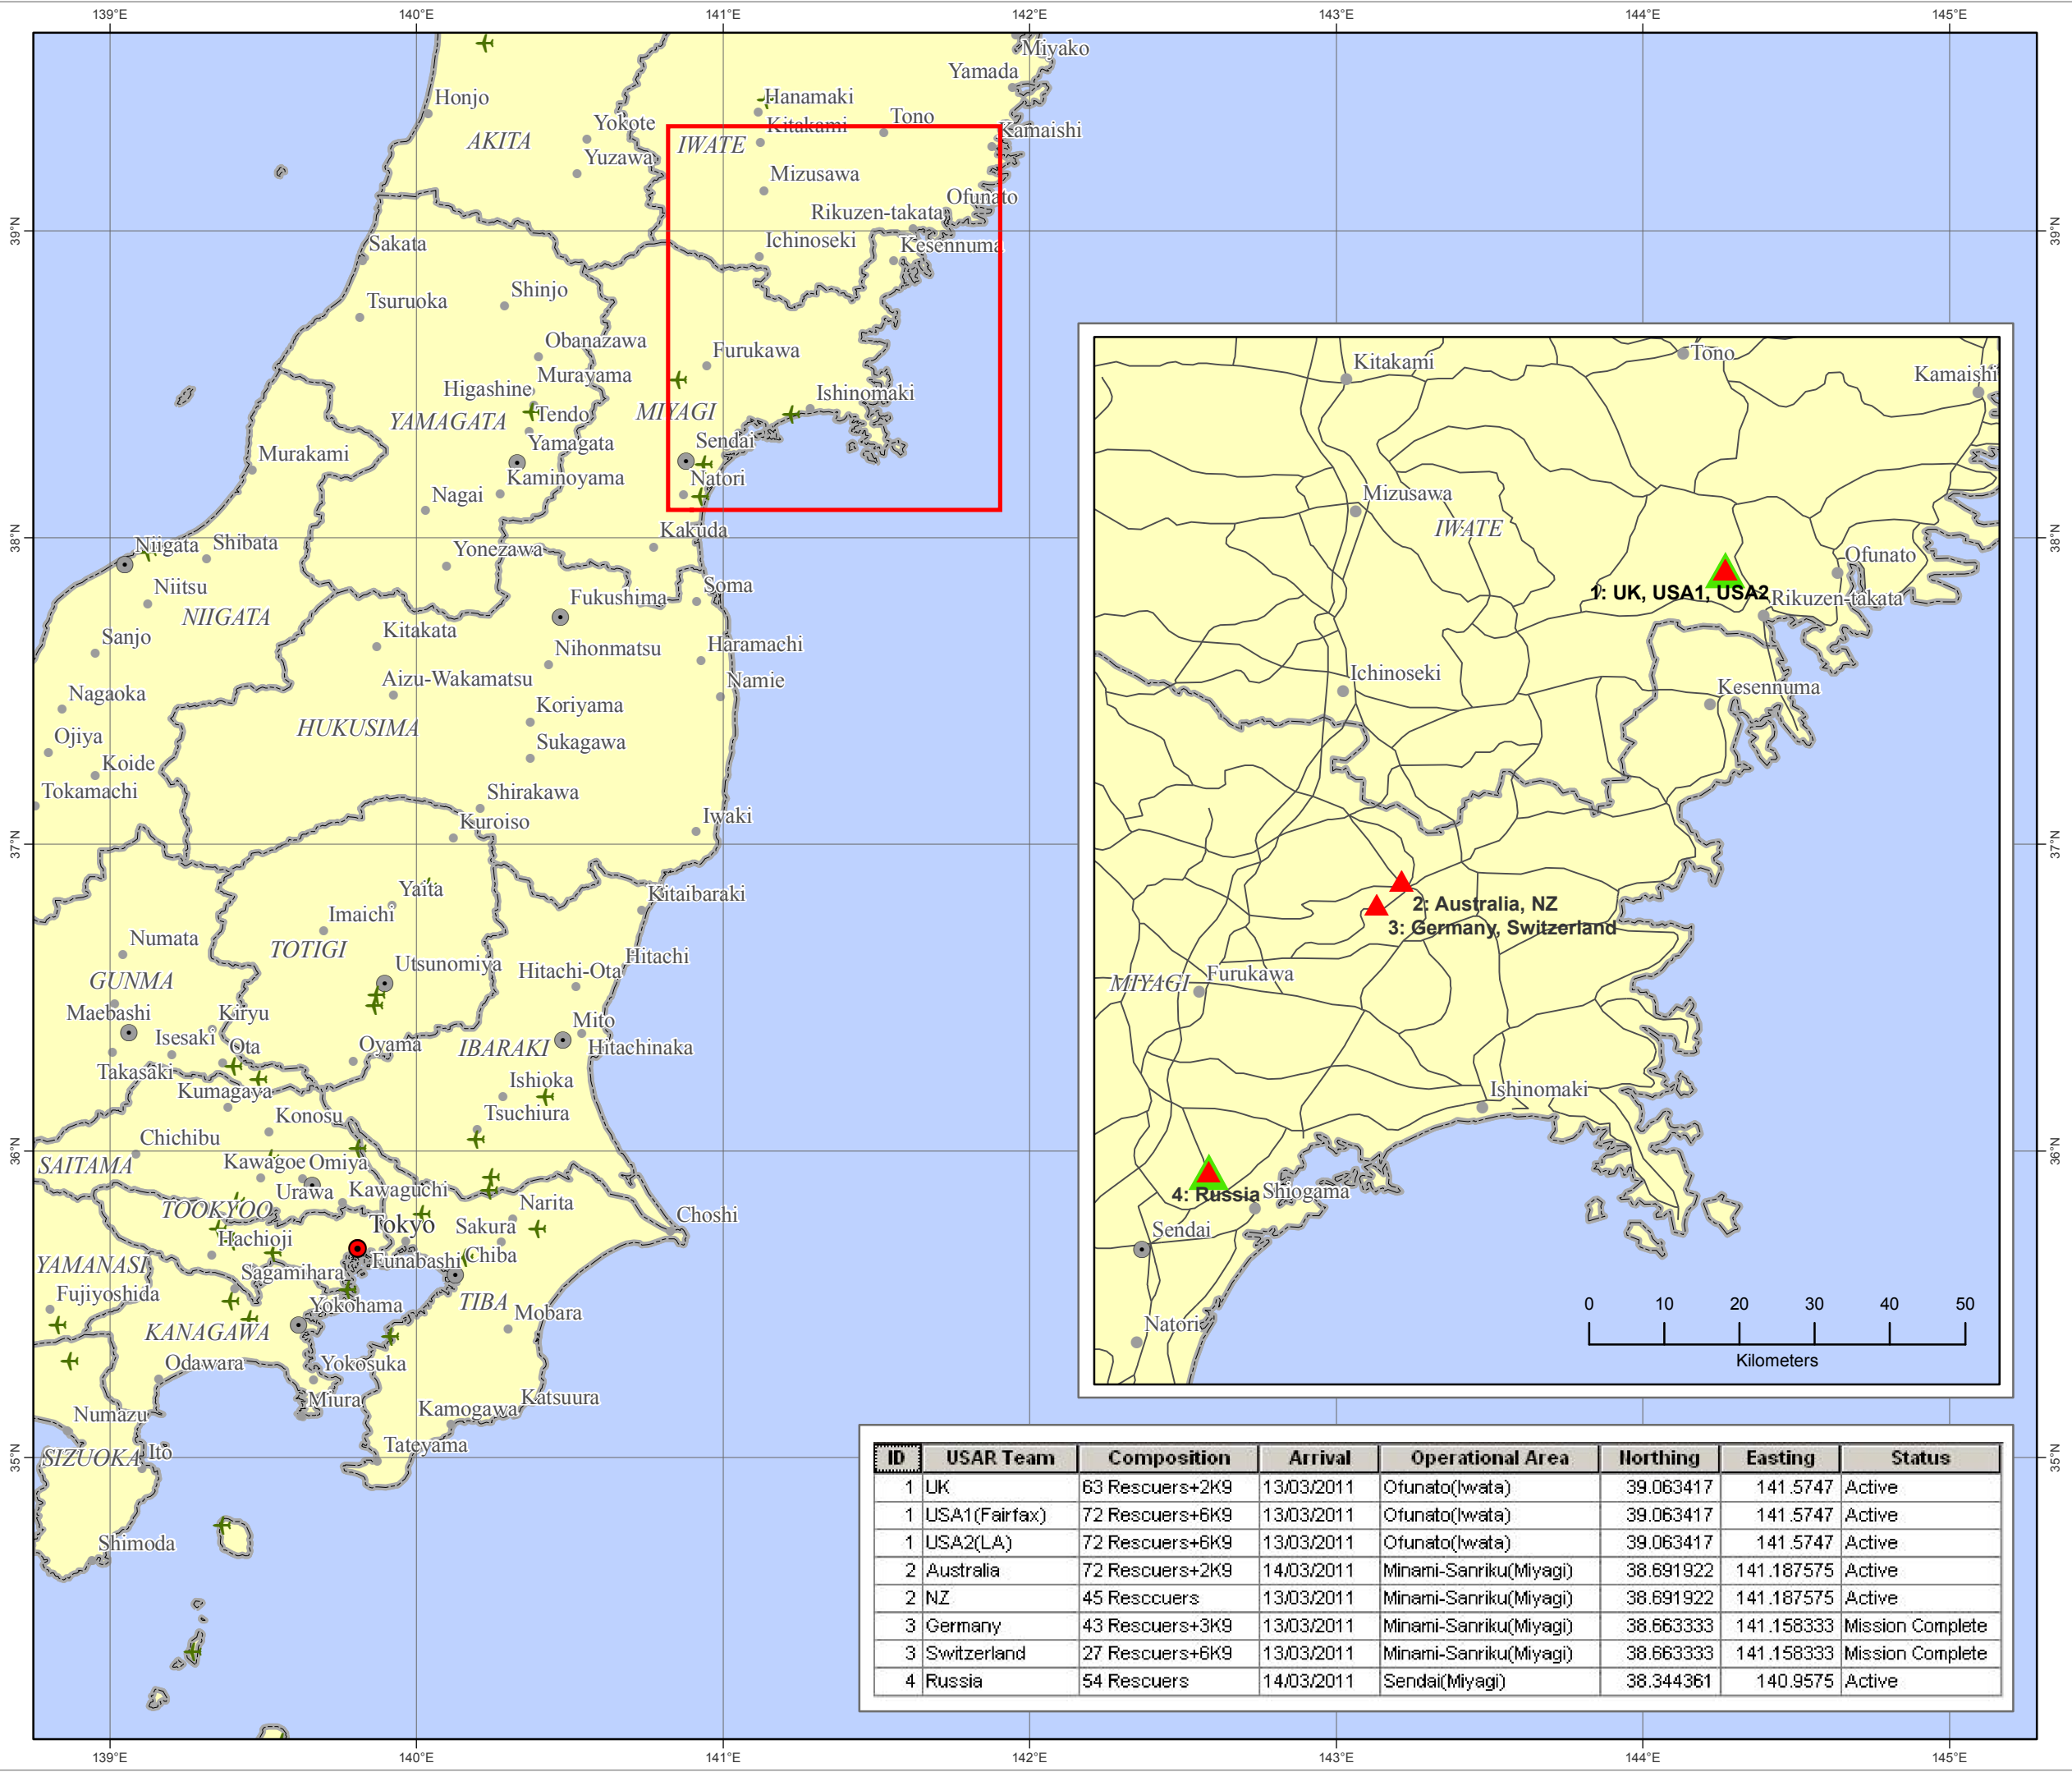 139°E 140°E 141°E 142°E 143°E 144°E 145°E
Miyako
Yamada
Honjo
Hanamaki
Tono
Yokote
Kitakami
Kamaishi
AKITA
IWATE
Yuzawa
Mizusawa
Ofunato
Rikuzen-takata
39°N
39°N
Sakata
Ichinoseki
Kesennuma
Shinjo
Tsuruoka
Obanazawa
Furukawa
Murayama
Higashine
Ishinomaki
YAMAGATA
Tendo
MIYAGI
Yamagata
Sendai
Murakami
Kaminoyama
Natori
Nagai
Kakuda
38°N
38°N
Niigata
Shibata
Yonezawa
Niitsu
Fukushima
Soma
NIIGATA
Sanjo
Kitakata
Nihonmatsu
Haramachi
Aizu-Wakamatsu
Namie
Nagaoka
Koriyama
HUKUSIMA
Ojiya
Sukagawa
Koide
Tokamachi
Shirakawa
Kuroiso
Iwaki
37°N
37°N
Yaita
Kitaibaraki
Imaichi
Numata
TOTIGI
Utsunomiya
Hitachi-Ota
Hitachi
GUNMA
Maebashi
Kiryu
Mito
Isesaki
Ota
Oyama
IBARAKI
Hitachinaka
Takasaki
Ishioka
Kumagaya
Konosu
Tsuchiura
Chichibu
36°N
36°N
SAITAMA
Kawagoe
Omiya
Urawa
Kawaguchi
TOOKYOO
Narita
Tokyo
Sakura
Choshi
Hachioji
Funabashi
Chiba
YAMANASI
Sagamihara
Fujiyoshida
Yokohama
TIBA
Mobara
KANAGAWA
Odawara
Yokosuka
Miura
Katsuura
Numazu
Kamogawa
Tateyama
SIZUOKA
Ito
35°N
35°N
Shimoda
Tono
Kitakami
Kamaishi
Mizusawa
IWATE
Ofunato
1: UK, USA1, USA2
Rikuzen-takata
Ichinoseki
Kesennuma
2: Australia, NZ
3: Germany, Switzerland
MIYAGI
Furukawa
Ishinomaki
4: Russia
Shiogama
Sendai
Natori
0 10 20 30 40 50
Kilometers
ID USAR Team Composition Arrival Operational Area Northing Easting Status
1 UK 63 Rescuers+2K9 13/03/2011 Ofunato(Iwata) 39.063417 141.5747 Active
1 USA1(Fairfax) 72 Rescuers+6K9 13/03/2011 Ofunato(Iwata) 39.063417 141.5747 Active
1 USA2(LA) 72 Rescuers+6K9 13/03/2011 Ofunato(Iwata) 39.063417 141.5747 Active
2 Australia 72 Rescuers+2K9 14/03/2011 Minami-Sanriku(Miyagi) 38.691922 141.187575 Active
2 NZ 45 Resccuers 13/03/2011 Minami-Sanriku(Miyagi) 38.691922 141.187575 Active
3 Germany 43 Rescuers+3K9 13/03/2011 Minami-Sanriku(Miyagi) 38.663333 141.158333 Mission Complete
3 Switzerland 27 Rescuers+6K9 13/03/2011 Minami-Sanriku(Miyagi) 38.663333 141.158333 Mission Complete
4 Russia 54 Rescuers 14/03/2011 Sendai(Miyagi) 38.344361 140.9575 Active
139°E 140°E 141°E 142°E 143°E 144°E 145°E